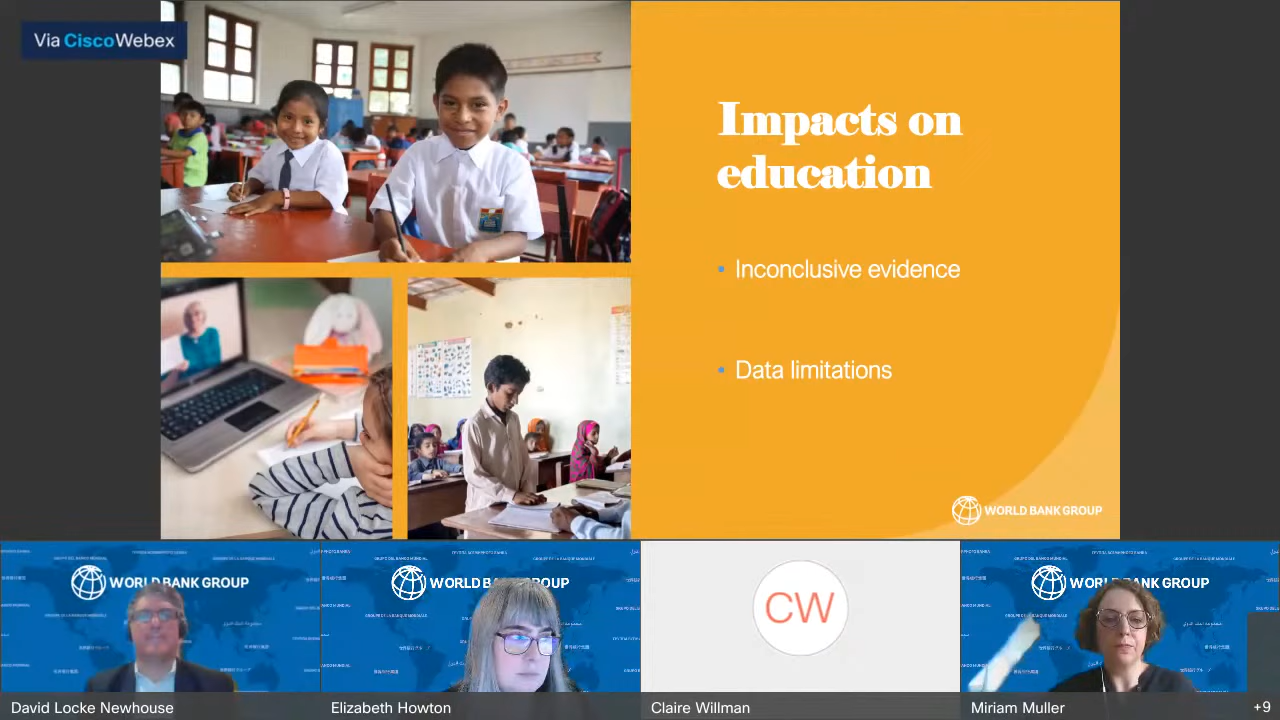 Via CiscoWebex
Impacts on
education
• Inconclusive evidence
• Data limitations
WORLD BANK GROUP
WORLD BANK GROUP
WORLD BANK GROUP
CW
WORLD BANK GROUP
David Locke Newhouse
Elizabeth Howton
Claire Willman
Miriam Muller
+9